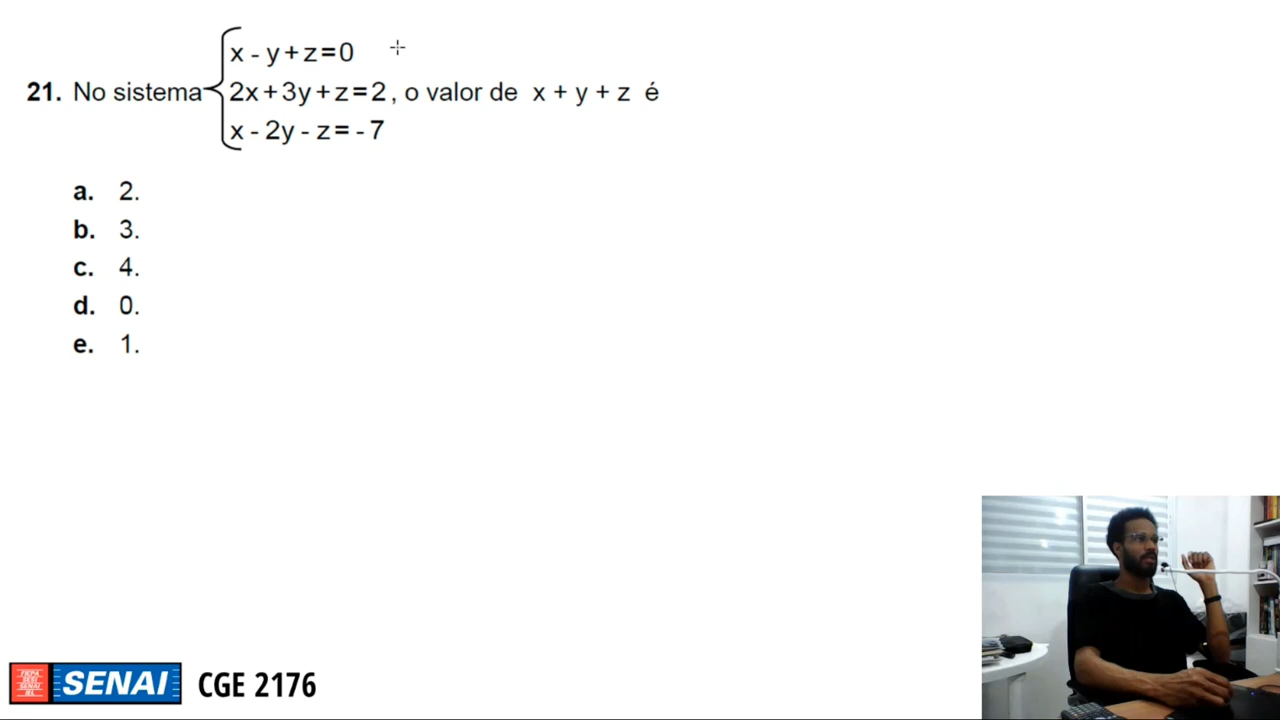 21. No sistema { x - y + z = 0
2x + 3y + z = 2 , o valor de x + y + z é
x - 2y - z = - 7
a. 2.
b. 3.
c. 4.
d. 0.
e. 1.
SENAI CGE 2176